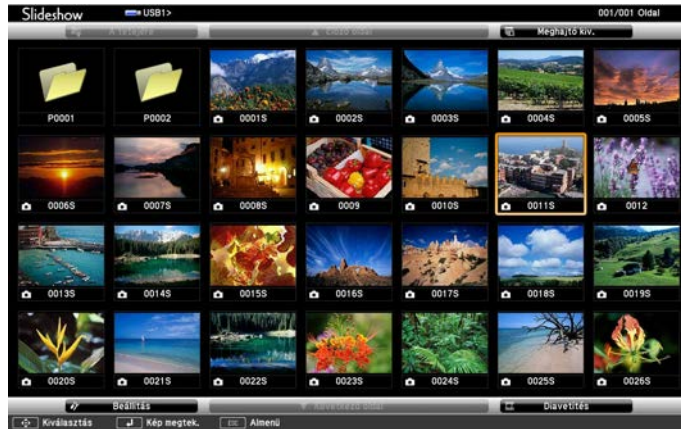 Slideshow USB1> 001/001 Oldal
A tetejére Előző oldal Meghajtó kiv.
P0001 P0002 0001S 0002S 0003S 0004S 0005S
0006S 0007S 0008S 0009 0010S 0011S 0012
0013S 0014S 0015S 0016S 0017S 0018S 0019S
0020S 0021S 0022S 0023S 0024S 0025S 0026S
Beállítás Következő oldal Diavetítés
Kiválasztás Kép megtek. ESC Almenü